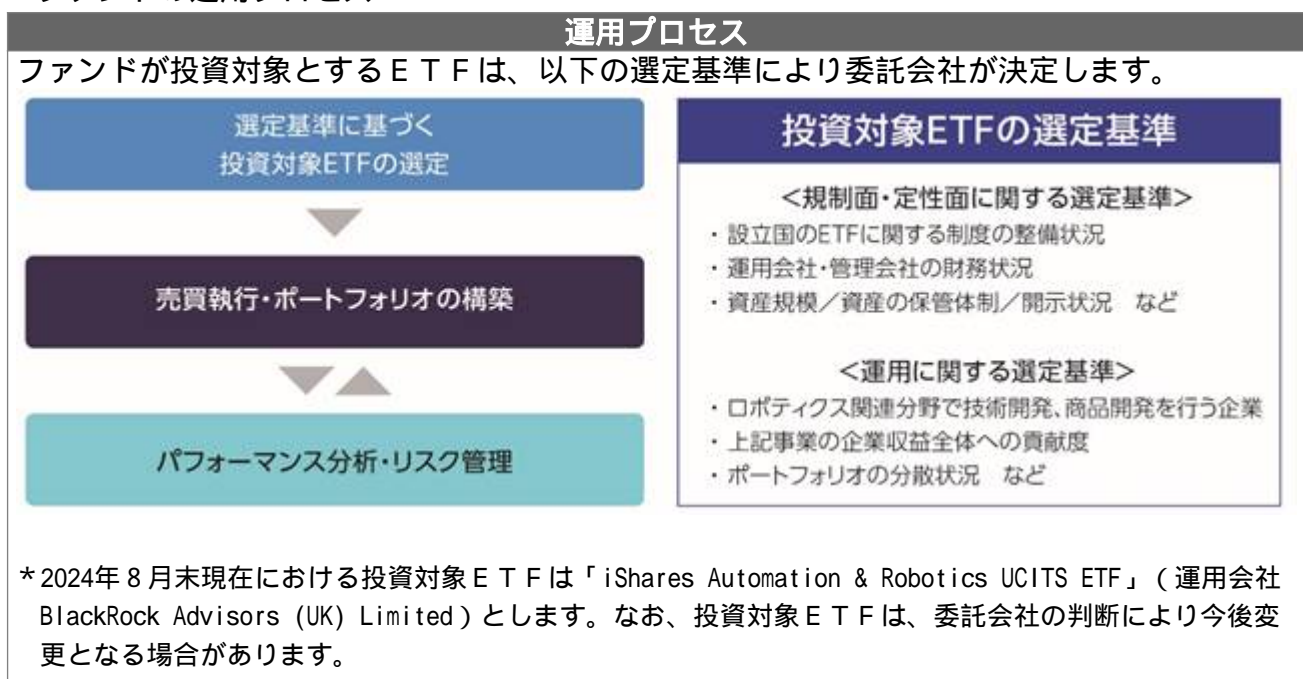 運用プロセス
ファンドが投資対象とするＥＴＦは、以下の選定基準により委託会社が決定します。
選定基準に基づく
投資対象ETFの選定
売買執行・ポートフォリオの構築
パフォーマンス分析・リスク管理
投資対象ETFの選定基準
＜規制面・定性面に関する選定基準＞
・設立国のETFに関する制度の整備状況
・運用会社・管理会社の財務状況
・資産規模／資産の保管体制／開示状況　など
＜運用に関する選定基準＞
・ロボティクス関連分野で技術開発、商品開発を行う企業
・上記事業の企業収益全体への貢献度
・ポートフォリオの分散状況　など
＊2024年８月末現在における投資対象ＥＴＦは「iShares Automation & Robotics UCITS ETF」（運用会社
BlackRock Advisors (UK) Limited）とします。なお、投資対象ＥＴＦは、委託会社の判断により今後変
更となる場合があります。